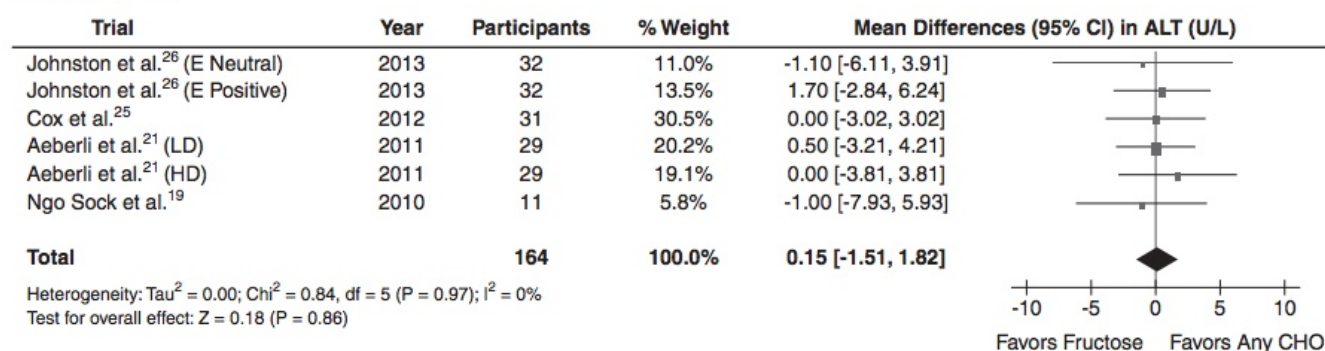 Trial Year Participants % Weight Mean Differences (95% CI) in ALT (U/L)
Johnston et al.²⁶ (E Neutral) 2013 32 11.0% -1.10 [-6.11, 3.91]
Johnston et al.²⁶ (E Positive) 2013 32 13.5% 1.70 [-2.84, 6.24]
Cox et al.²⁵ 2012 31 30.5% 0.00 [-3.02, 3.02]
Aeberli et al.²¹ (LD) 2011 29 20.2% 0.50 [-3.21, 4.21]
Aeberli et al.²¹ (HD) 2011 29 19.1% 0.00 [-3.81, 3.81]
Ngo Sock et al.¹⁹ 2010 11 5.8% -1.00 [-7.93, 5.93]
Total 164 100.0% 0.15 [-1.51, 1.82]
Heterogeneity: Tau² = 0.00; Chi² = 0.84, df = 5 (P = 0.97); I² = 0%
Test for overall effect: Z = 0.18 (P = 0.86)
-10 -5 0 5 10
Favors Fructose Favors Any CHO